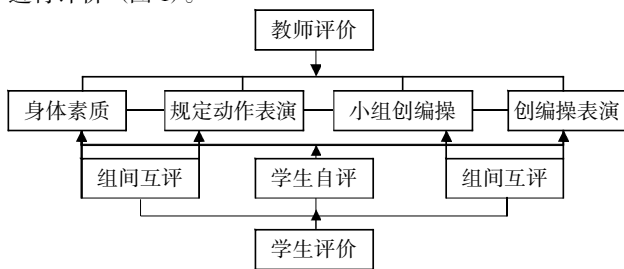 进行评价(图)。
教师评价
身体素质 规定动作表演 小组创编操 创编操表演
组间互评 学生自评 组间互评
学生评价